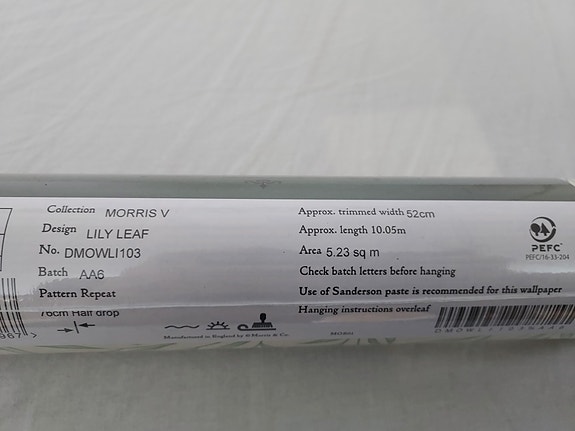 Collection MORRIS V
Design LILY LEAF
No. DMOWLI103
Batch AA6
Pattern Repeat
76cm Half drop
Approx. trimmed width 52cm
Approx. length 10.05m
Area 5.23 sq m
Check batch letters before hanging
Use of Sanderson paste is recommended for this wallpaper
Hanging instructions overleaf
Manufactured in England by © Morris & Co.
PEFC
PEFC/16-33-204